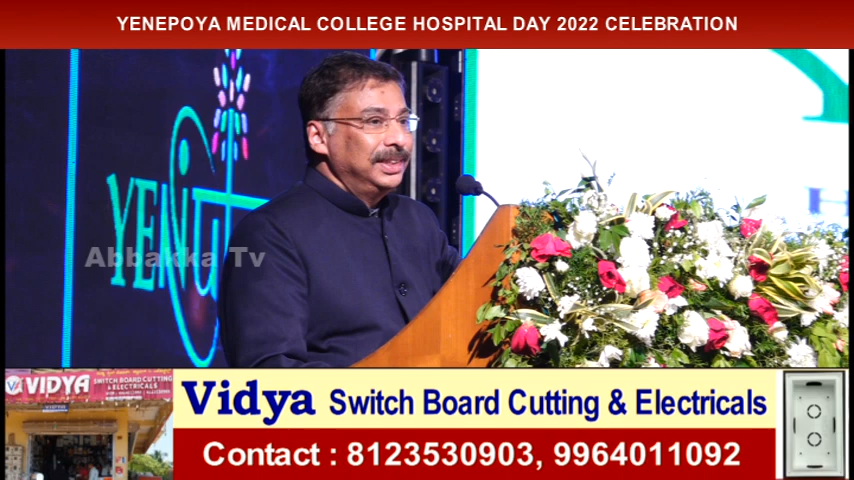 YENEPOYA MEDICAL COLLEGE HOSPITAL DAY 2022 CELEBRATION
YEN
Abbakka Tv
H
VIDYA SWITCH BOARD CUTTING
& ELECTRICALS
Vidya Switch Board Cutting & Electricals
Contact : 8123530903, 9964011092